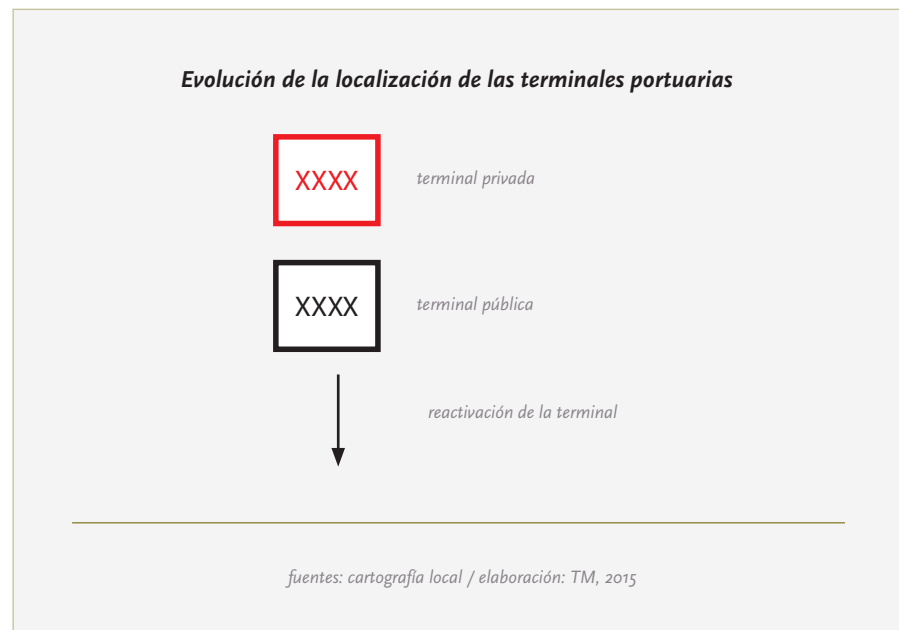 Evolución de la localización de las terminales portuarias
XXXX
terminal privada
XXXX
terminal pública
reactivación de la terminal
fuentes: cartografía local / elaboración: TM, 2015